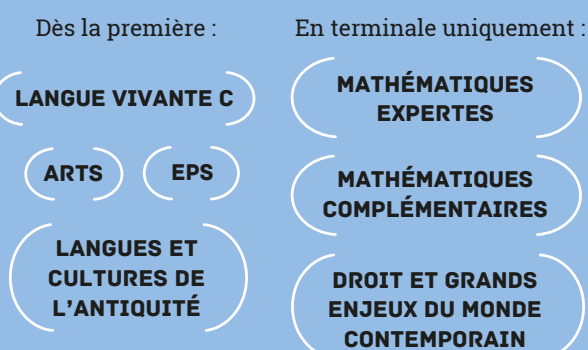 Dès la première :
LANGUE VIVANTE C
ARTS
EPS
LANGUES ET
CULTURES DE
L'ANTIQUITÉ
En terminale uniquement :
MATHÉMATIQUES
EXPERTES
MATHÉMATIQUES
COMPLÉMENTAIRES
DROIT ET GRANDS
ENJEUX DU MONDE
CONTEMPORAIN